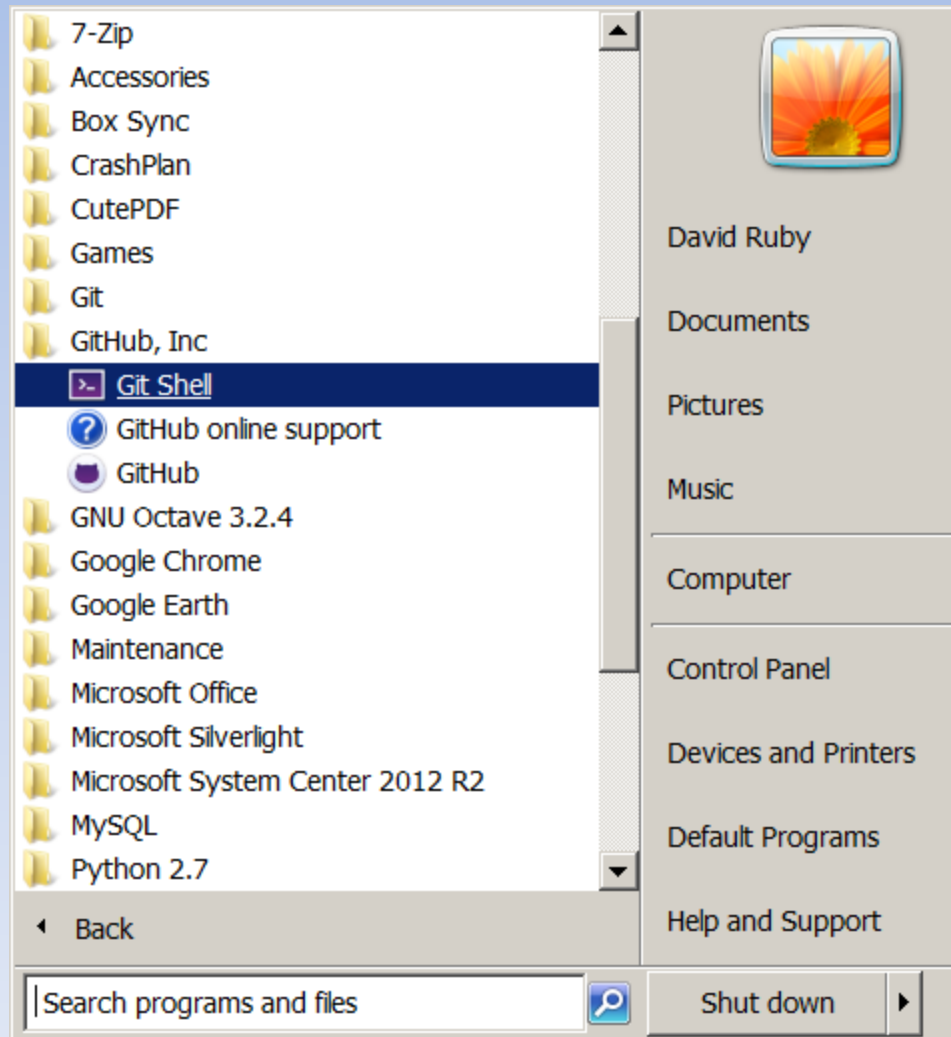 7-Zip
Accessories
Box Sync
CrashPlan
CutePDF
Games
Git
GitHub, Inc
Git Shell
GitHub online support
GitHub
GNU Octave 3.2.4
Google Chrome
Google Earth
Maintenance
Microsoft Office
Microsoft Silverlight
Microsoft System Center 2012 R2
MySQL
Python 2.7
Back
Search programs and files
David Ruby
Documents
Pictures
Music
Computer
Control Panel
Devices and Printers
Default Programs
Help and Support
Shut down